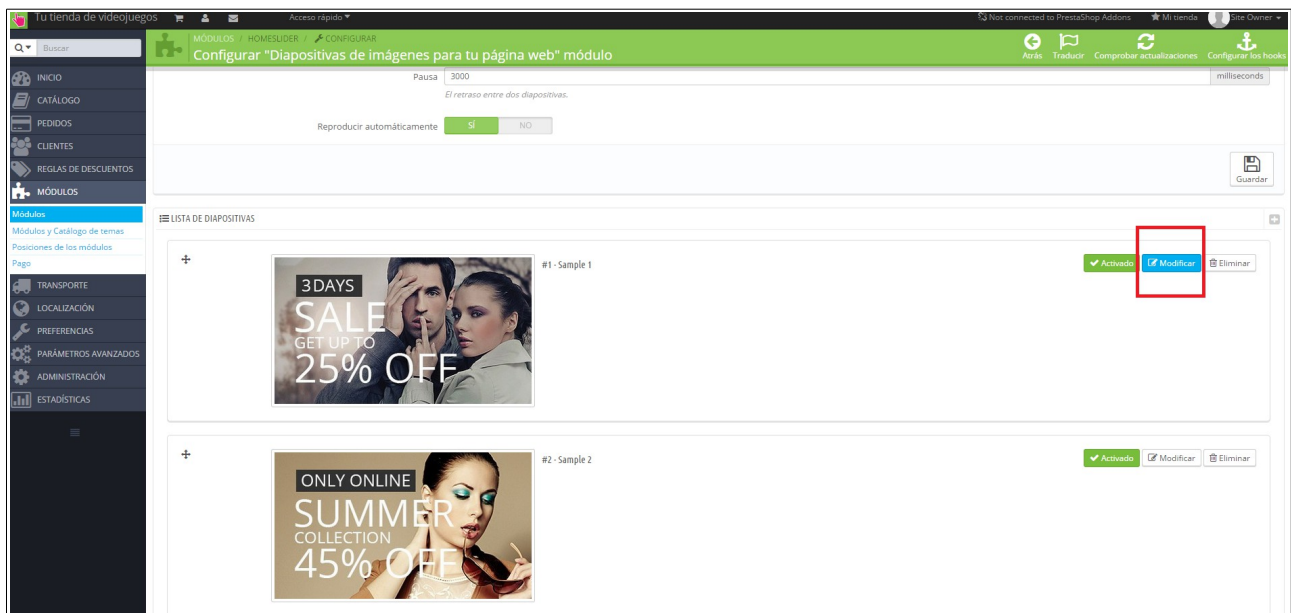 Tu tienda de videojuegos
Acceso rápido
Not connected to PrestaShop Addons
Mi tienda
Site Owner
Buscar
MÓDULOS / HOMESLIDER / CONFIGURAR
Configurar "Diapositivas de imágenes para tu página web" módulo
Atrás
Traducir
Comprobar actualizaciones
Configurar los hooks
INICIO
CATÁLOGO
PEDIDOS
CLIENTES
REGLAS DE DESCUENTOS
MÓDULOS
Módulos
Módulos y Catálogo de temas
Posiciones de los módulos
Pago
TRANSPORTE
LOCALIZACIÓN
PREFERENCIAS
PARÁMETROS AVANZADOS
ADMINISTRACIÓN
ESTADÍSTICAS
Pausa 3000 milliseconds
El retraso entre dos diapositivas.
Reproducir automáticamente SÍ NO
Guardar
LISTA DE DIAPOSITIVAS
3 DAYS
SALE
GET UP TO
25% OFF
#1 - Sample 1
Activado Modificar Eliminar
ONLY ONLINE
SUMMER
COLLECTION
45% OFF
#2 - Sample 2
Activado Modificar Eliminar